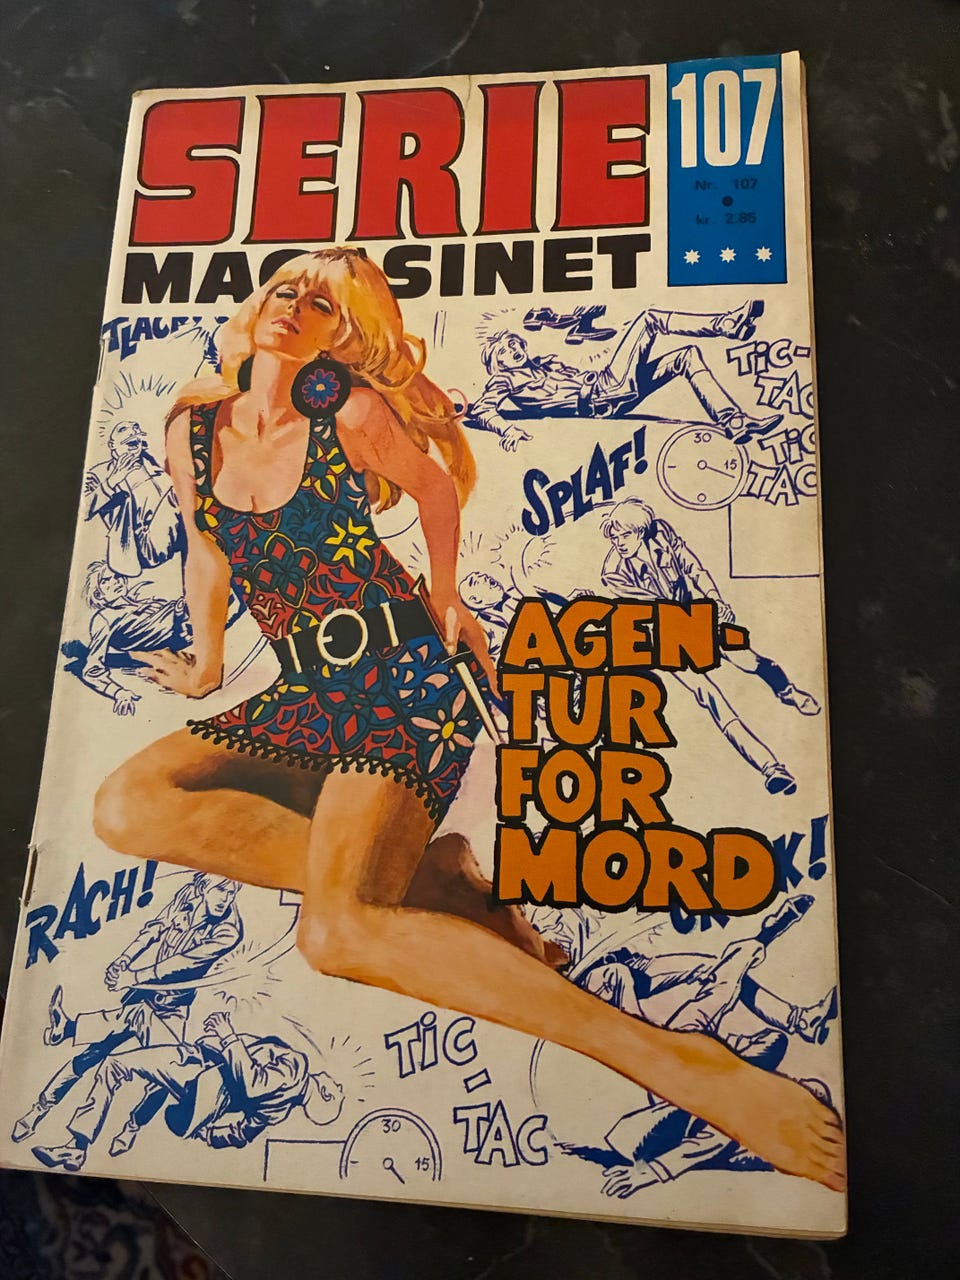 SERIE
107
Nr. 107
kr. 2.85
MAGASINET
TIC-
TAC
TIC
TAC
30
15
SPLAF!
AGEN-
TUR
FOR
MORD
RACH!
K!
TIC
-
TAC
30
15